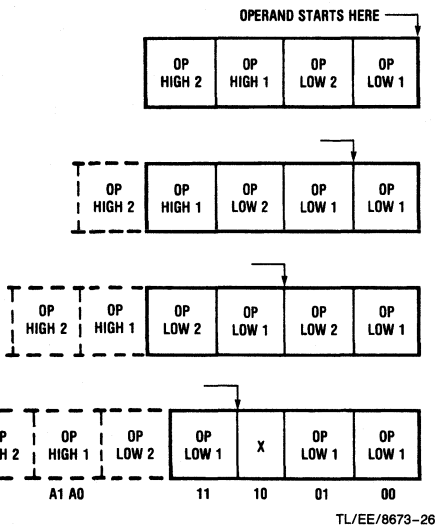 OPERAND STARTS HERE
OP OP OP OP
HIGH 2 HIGH 1 LOW 2 LOW 1
OP OP OP OP OP
HIGH 2 HIGH 1 LOW 2 LOW 1 LOW 1
OP OP OP OP OP OP
HIGH 2 HIGH 1 LOW 2 LOW 1 LOW 2 LOW 1
P OP OP OP X OP OP
H 2 HIGH 1 LOW 2 LOW 1 LOW 1 LOW 1
A1 A0 11 10 01 00
TL/EE/8673-26